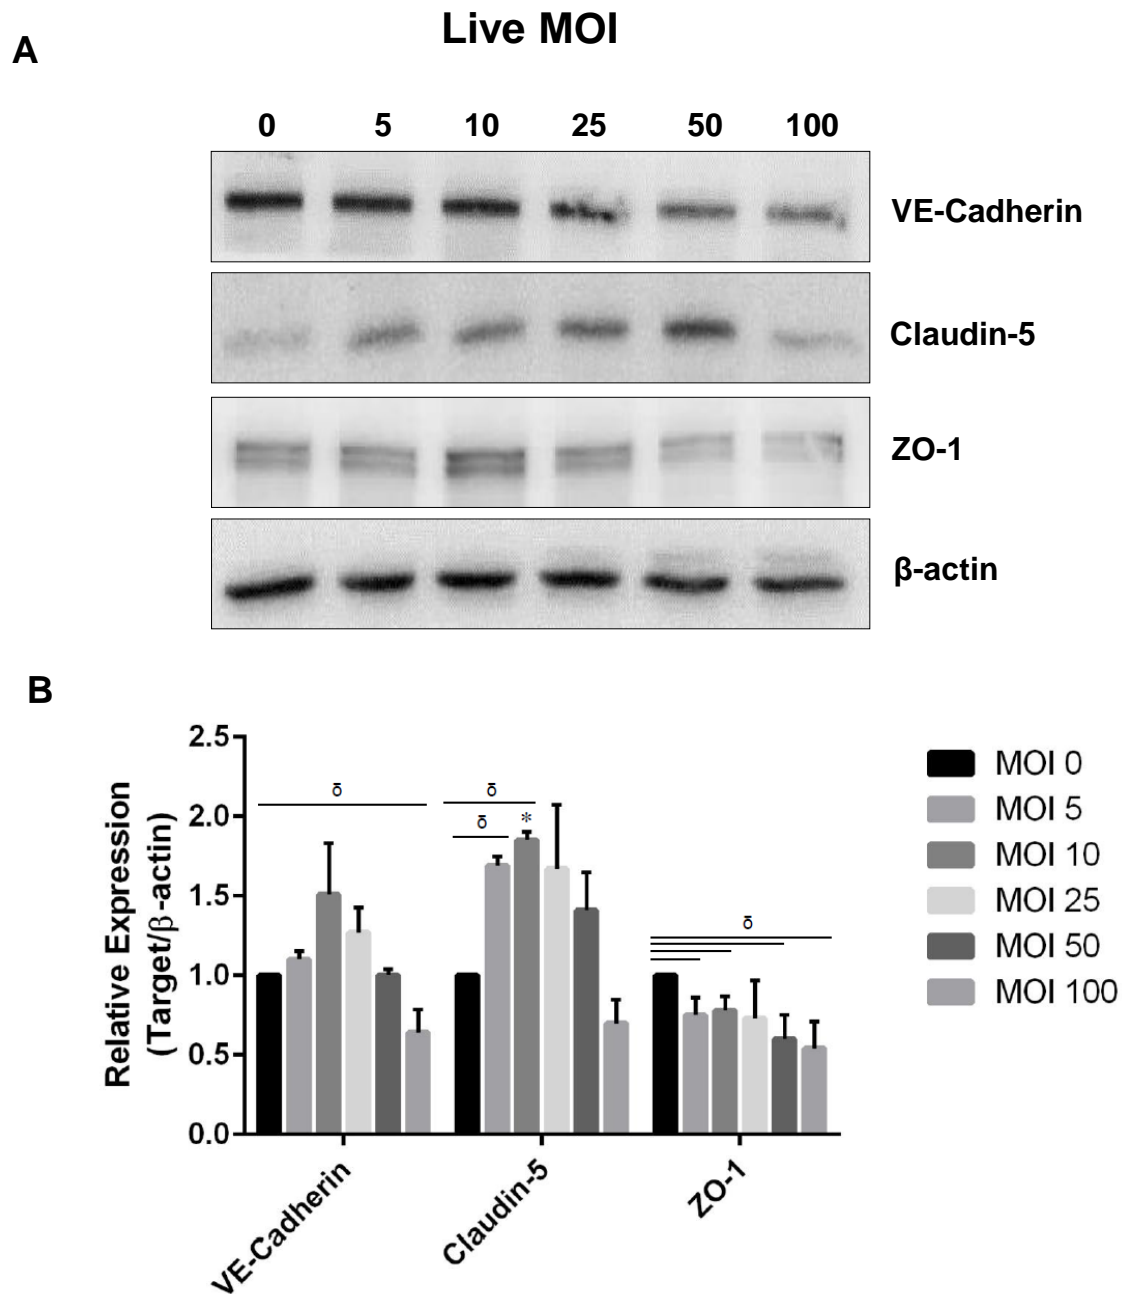 Live MOI
A
0 5 10 25 50 100
VE-Cadherin
Claudin-5
ZO-1
β-actin
B
Relative Expression
(Target/β-actin)
2.5
2.0
1.5
1.0
0.5
0.0
δ
δ
δ
*
δ
VE-Cadherin
Claudin-5
ZO-1
MOI 0
MOI 5
MOI 10
MOI 25
MOI 50
MOI 100